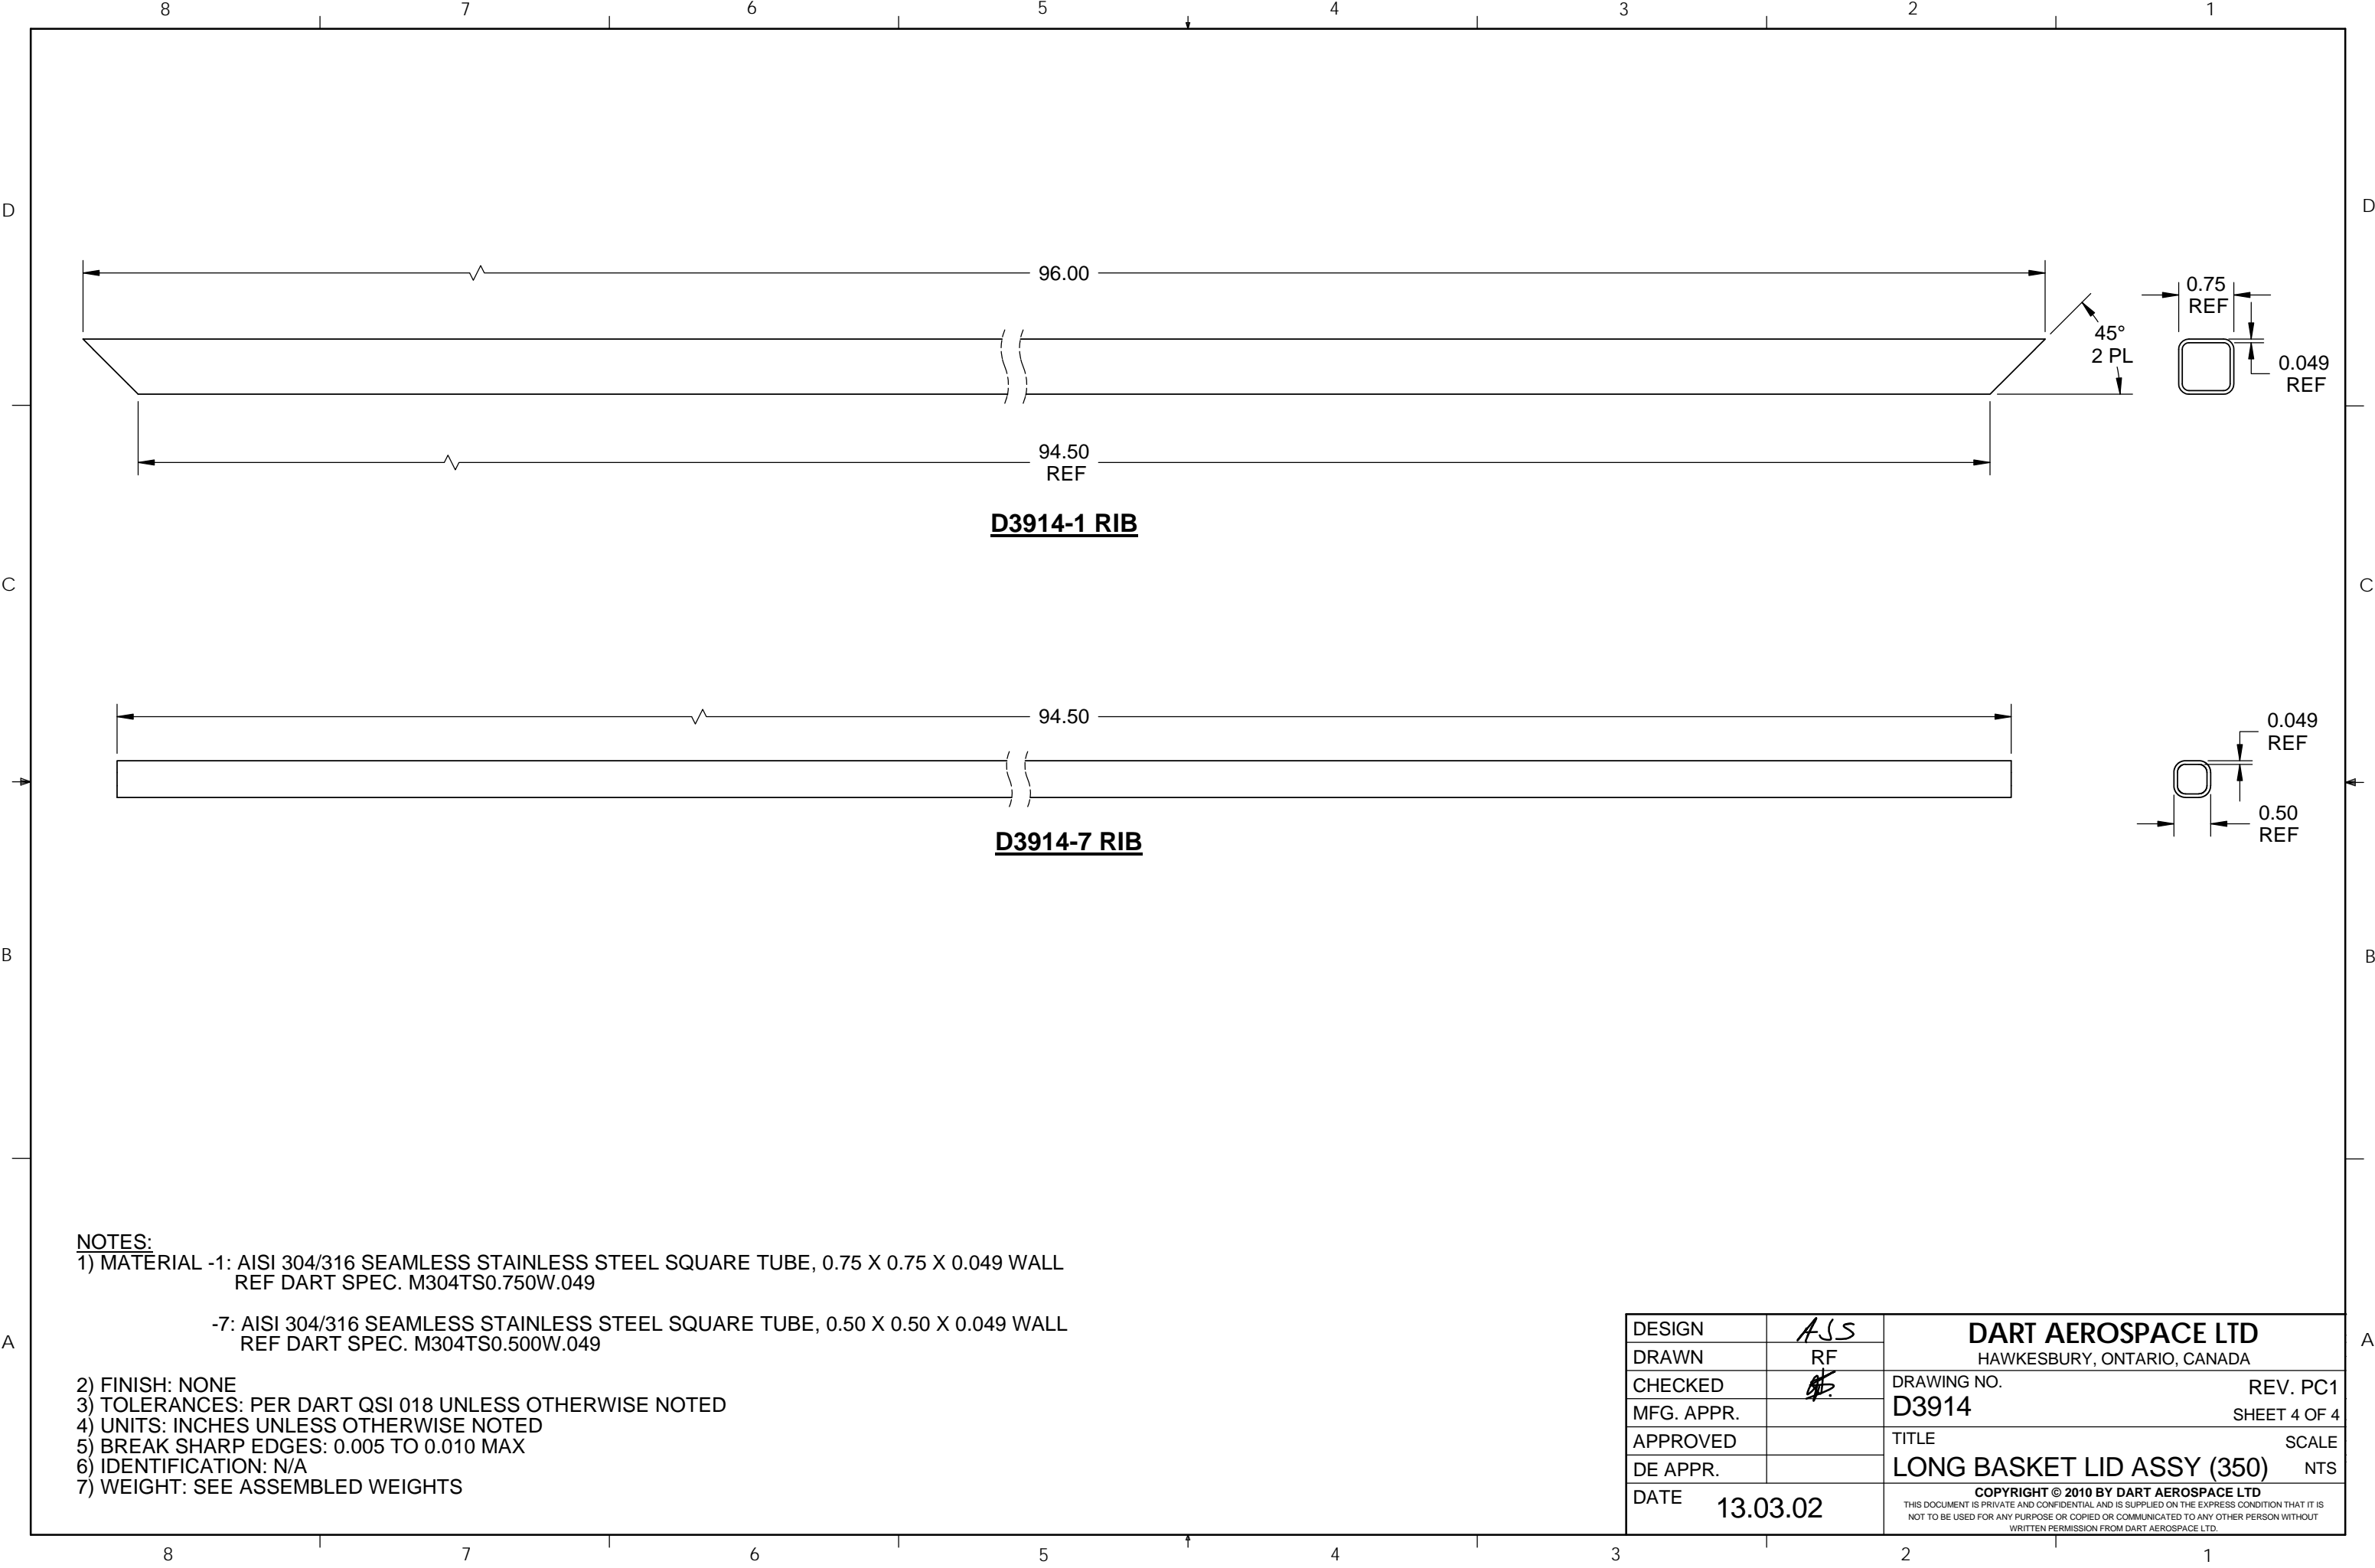 8 7 6 5 4 3 2 1
D D
96.00
0.75
REF
45°
2 PL
0.049
REF
94.50
REF
D3914-1 RIB
C C
94.50
0.049
REF
0.50
REF
D3914-7 RIB
B B
NOTES:
1) MATERIAL -1: AISI 304/316 SEAMLESS STAINLESS STEEL SQUARE TUBE, 0.75 X 0.75 X 0.049 WALL
REF DART SPEC. M304TS0.750W.049
-7: AISI 304/316 SEAMLESS STAINLESS STEEL SQUARE TUBE, 0.50 X 0.50 X 0.049 WALL
REF DART SPEC. M304TS0.500W.049
2) FINISH: NONE
3) TOLERANCES: PER DART QSI 018 UNLESS OTHERWISE NOTED
4) UNITS: INCHES UNLESS OTHERWISE NOTED
5) BREAK SHARP EDGES: 0.005 TO 0.010 MAX
6) IDENTIFICATION: N/A
7) WEIGHT: SEE ASSEMBLED WEIGHTS
A A
DESIGN AJS
DRAWN RF
CHECKED
MFG. APPR.
APPROVED
DE APPR.
DATE 13.03.02
DART AEROSPACE LTD
HAWKESBURY, ONTARIO, CANADA
DRAWING NO. REV. PC1
D3914 SHEET 4 OF 4
TITLE SCALE
LONG BASKET LID ASSY (350) NTS
COPYRIGHT © 2010 BY DART AEROSPACE LTD
THIS DOCUMENT IS PRIVATE AND CONFIDENTIAL AND IS SUPPLIED ON THE EXPRESS CONDITION THAT IT IS
NOT TO BE USED FOR ANY PURPOSE OR COPIED OR COMMUNICATED TO ANY OTHER PERSON WITHOUT
WRITTEN PERMISSION FROM DART AEROSPACE LTD.
8 7 6 5 4 3 2 1